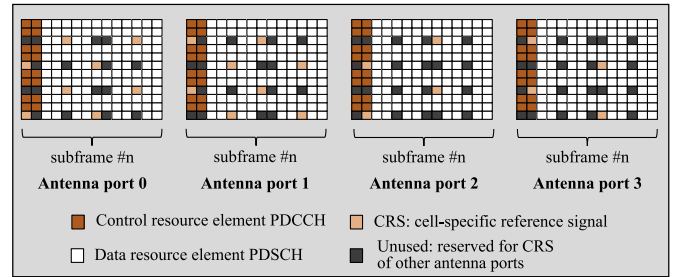 subframe #n subframe #n subframe #n subframe #n
Antenna port 0 Antenna port 1 Antenna port 2 Antenna port 3
Control resource element PDCCH
CRS: cell-specific reference signal
Data resource element PDSCH
Unused: reserved for CRS
of other antenna ports